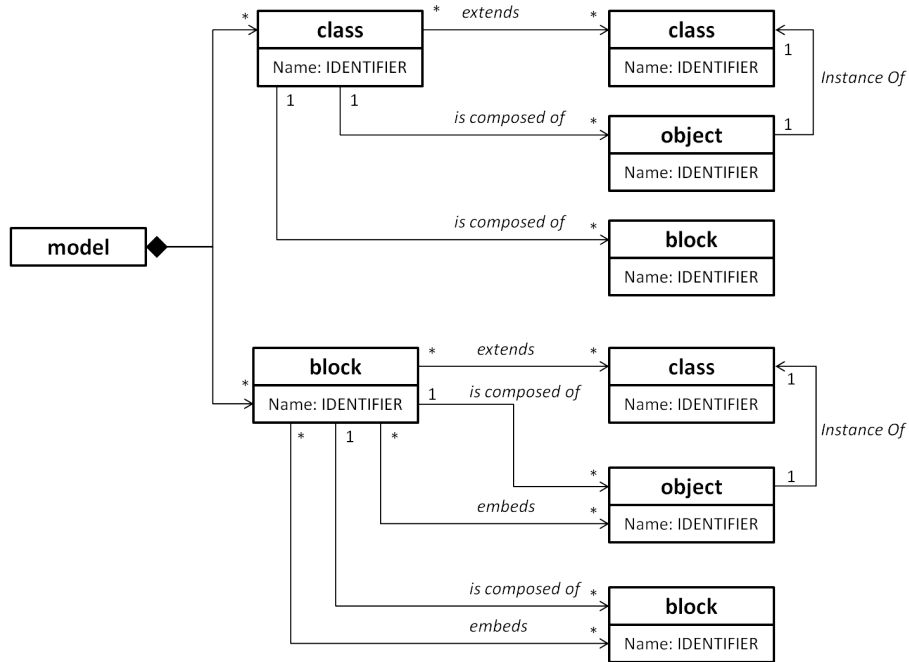 * class * extends * class
Name: IDENTIFIER Name: IDENTIFIER 1
1 1 Instance Of
is composed of * object 1
Name: IDENTIFIER
is composed of * block
model
Name: IDENTIFIER
block * extends * class
* Name: IDENTIFIER 1 is composed of Name: IDENTIFIER 1
* 1 * Instance Of
* object 1
embeds * Name: IDENTIFIER
is composed of * block
embeds * Name: IDENTIFIER